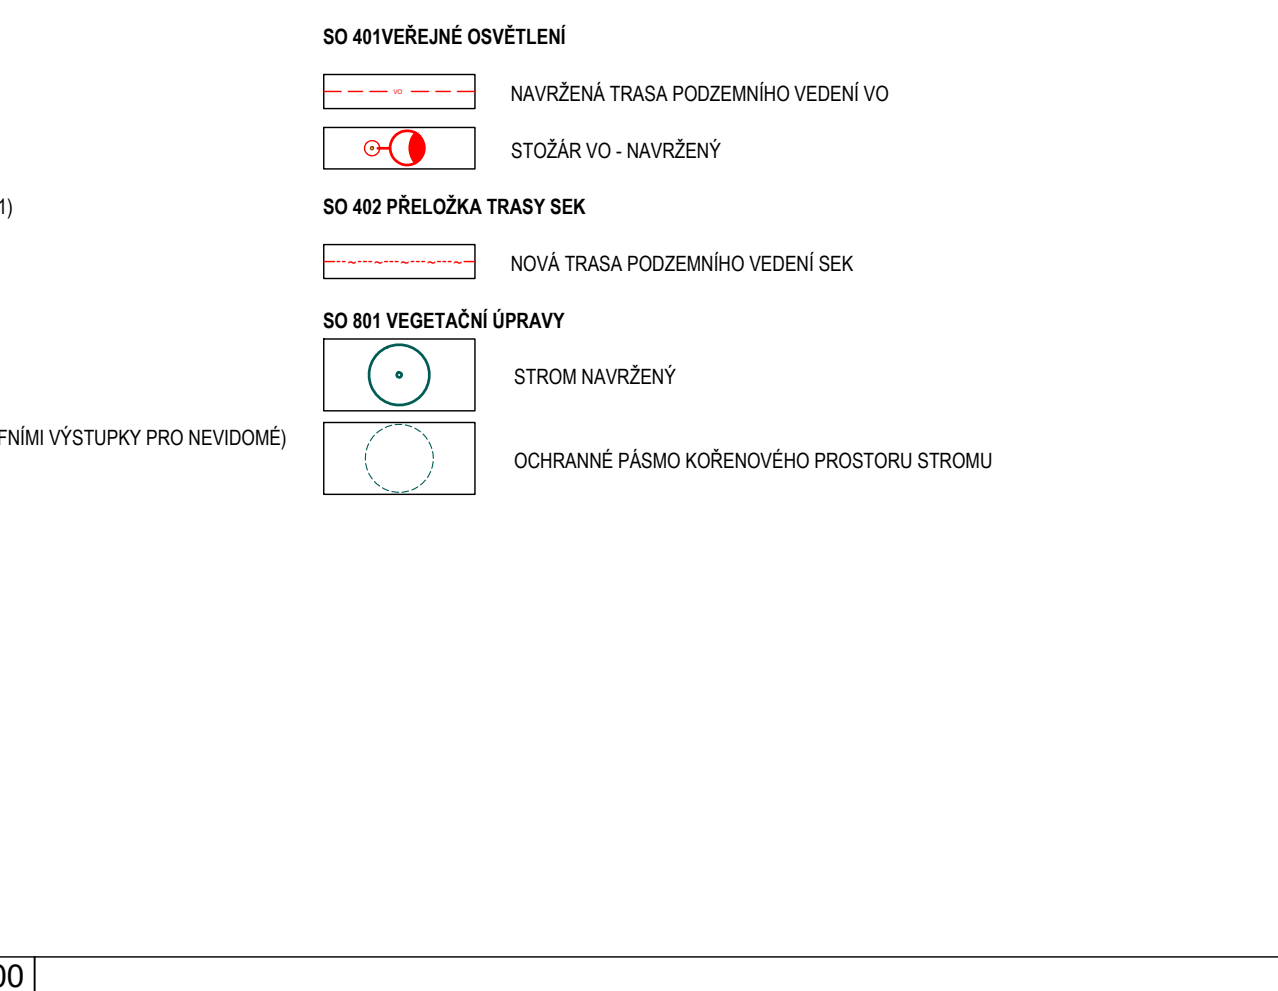 SO 401VEŘEJNÉ OSVĚTLENÍ
VO
NAVRŽENÁ TRASA PODZEMNÍHO VEDENÍ VO
STOŽÁR VO - NAVRŽENÝ
1)
SO 402 PŘELOŽKA TRASY SEK
NOVÁ TRASA PODZEMNÍHO VEDENÍ SEK
SO 801 VEGETAČNÍ ÚPRAVY
STROM NAVRŽENÝ
FNÍMI VÝSTUPKY PRO NEVIDOMÉ)
OCHRANNÉ PÁSMO KOŘENOVÉHO PROSTORU STROMU
00